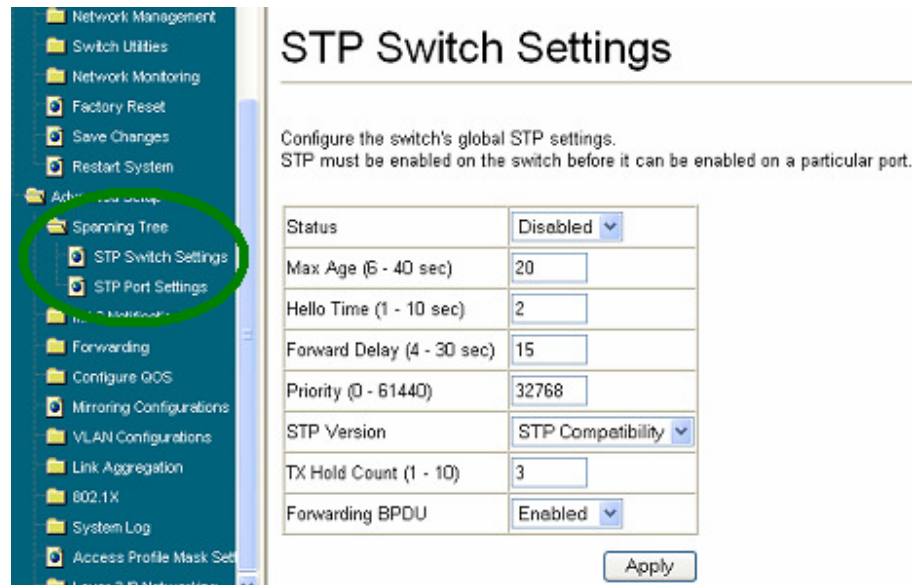 Network Management
Switch Utilities
Network Monitoring
Factory Reset
Save Changes
Restart System
Spanning Tree
STP Switch Settings
STP Port Settings
Forwarding
Configure QOS
Mirroring Configurations
VLAN Configurations
Link Aggregation
802.1X
System Log
Access Profile Mask Sett
STP Switch Settings
Configure the switch's global STP settings.
STP must be enabled on the switch before it can be enabled on a particular port.
Status Disabled
Max Age (6 - 40 sec) 20
Hello Time (1 - 10 sec) 2
Forward Delay (4 - 30 sec) 15
Priority (0 - 61440) 32768
STP Version STP Compatibility
TX Hold Count (1 - 10) 3
Forwarding BPDU Enabled
Apply